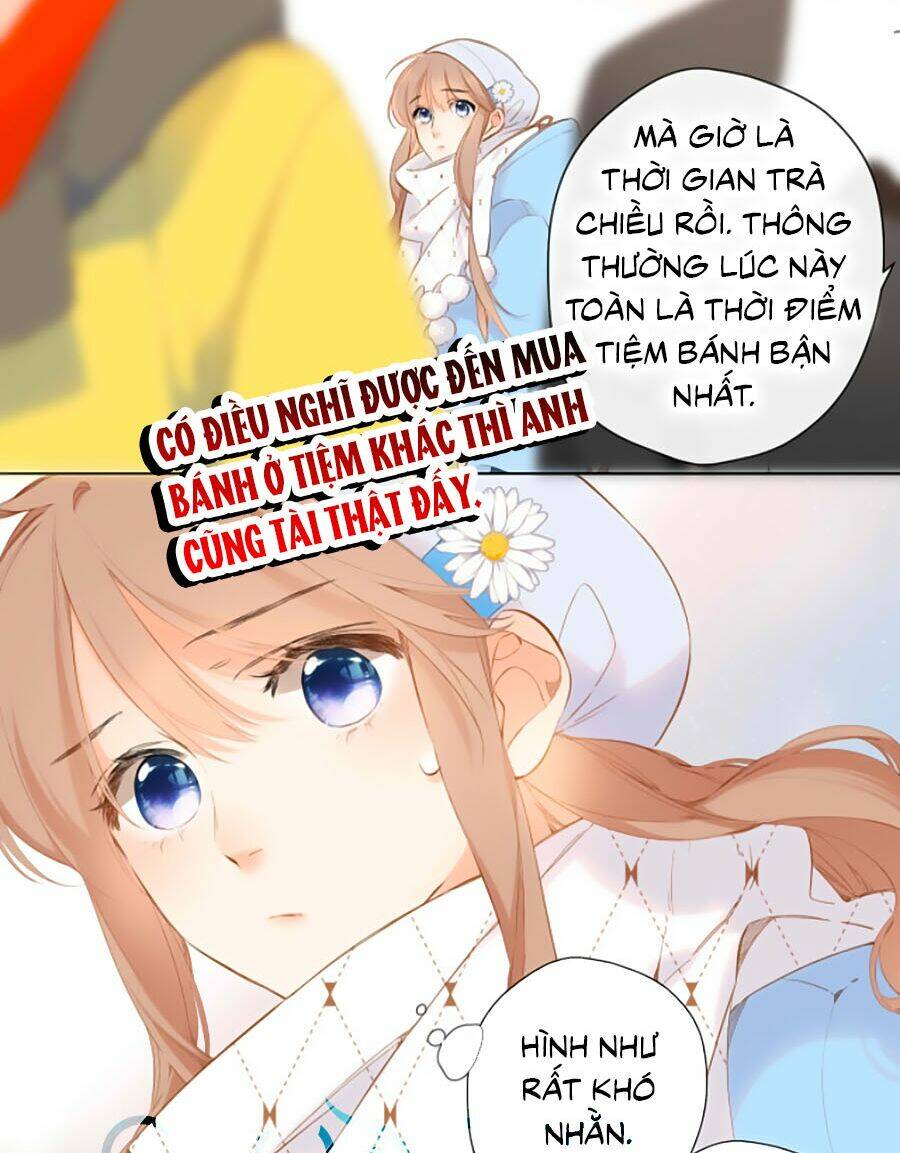 MÀ GIỜ LÀ
THỜI GIAN TRÀ
CHIỀU RỒI. THÔNG
THƯỜNG LÚC NÀY
TOÀN LÀ THỜI ĐIỂM
TIỆM BÁNH BẬN
NHẤT.
CÓ ĐIỀU NGHĨ ĐƯỢC ĐẾN MUA
BÁNH Ở TIỆM KHÁC THÌ ANH
CŨNG TÀI THẬT ĐẤY.
HÌNH NHƯ
RẤT KHÓ
NHẰN.